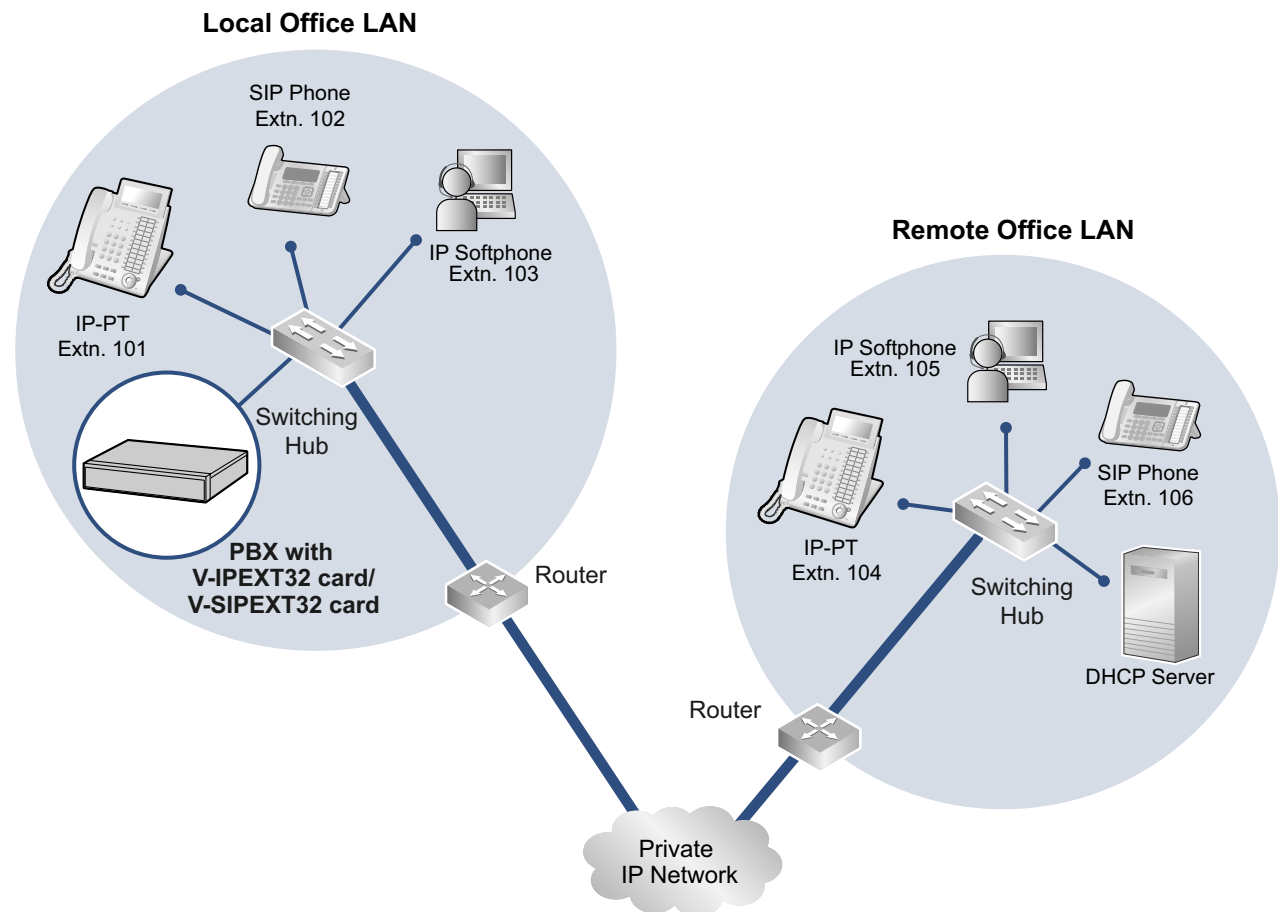 Local Office LAN
SIP Phone
Extn. 102
IP Softphone
Extn. 103
IP-PT
Extn. 101
Switching
Hub
PBX with
V-IPEXT32 card/
V-SIPEXT32 card
Router
Remote Office LAN
IP Softphone
Extn. 105
SIP Phone
Extn. 106
IP-PT
Extn. 104
Switching
Hub
DHCP Server
Router
Private
IP Network